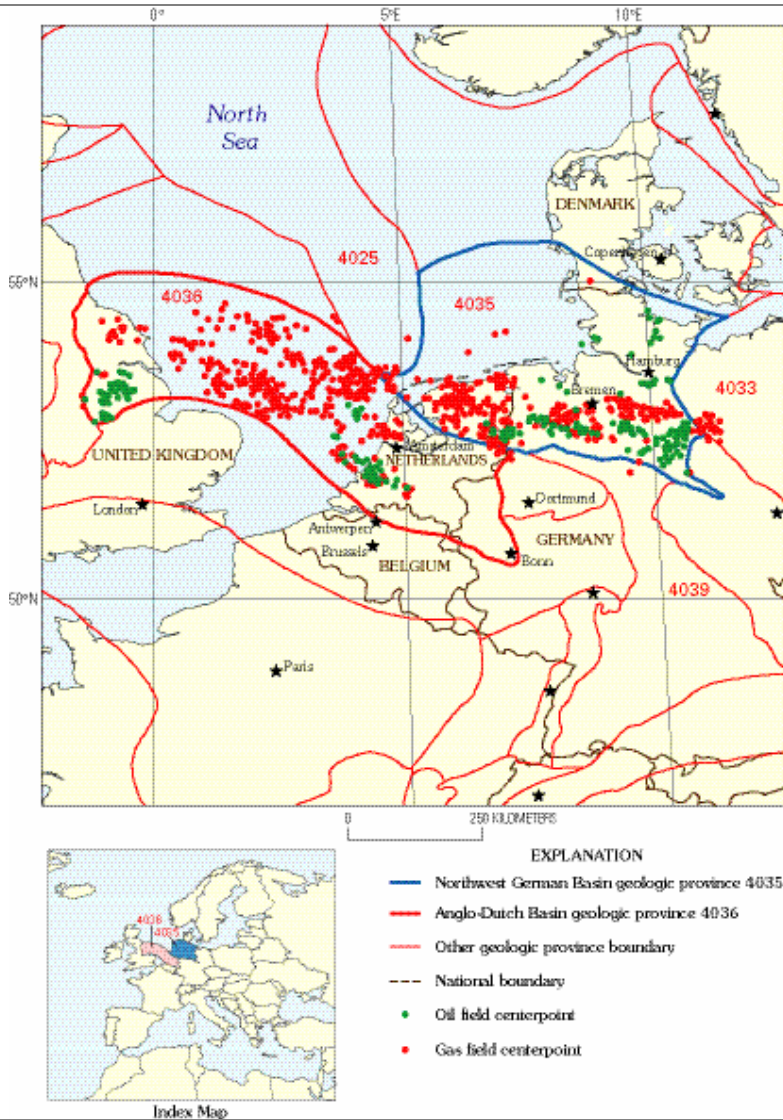 0°
5°E
10°E
North
Sea
DENMARK
Copenhagen
4025
55°N
4036
4035
Hamburg
4033
Bremen
UNITED KINGDOM
Amsterdam
NETHERLANDS
London
Dortmund
Antwerpen
GERMANY
Brussels
BELGIUM
Bonn
4039
50°N
Paris
0
250 KILOMETERS
EXPLANATION
Northwest German Basin geologic province 4035
Anglo-Dutch Basin geologic province 4036
Other geologic province boundary
National boundary
Oil field centerpoint
Gas field centerpoint
4036
4035
Index Map